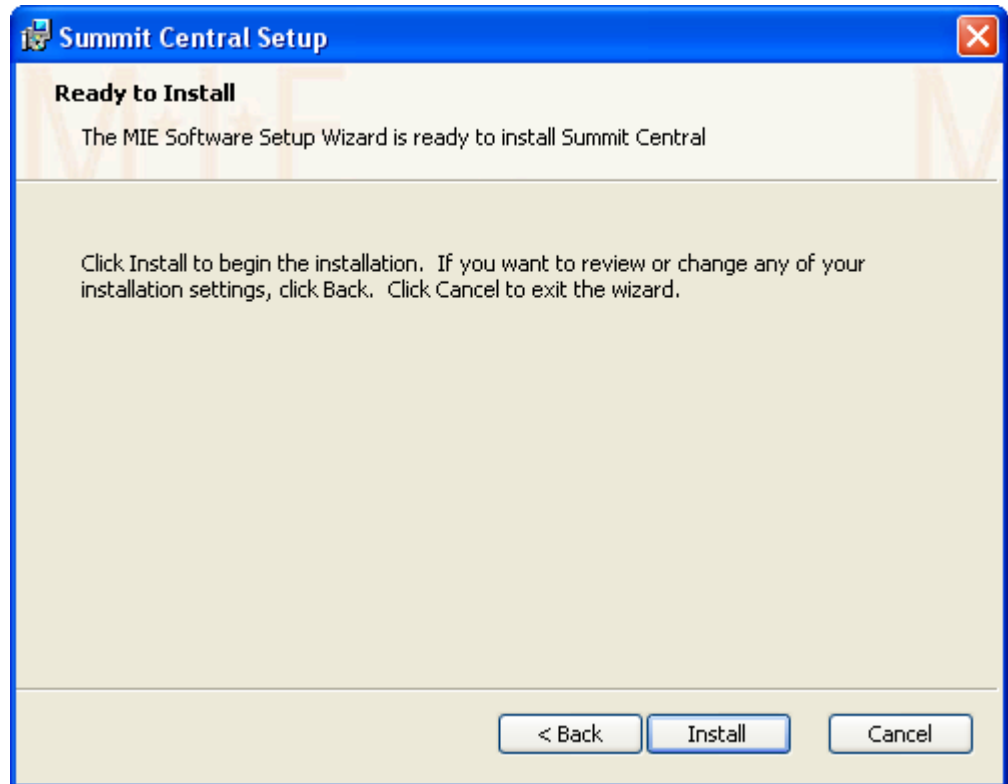 Summit Central Setup
Ready to Install
The MIE Software Setup Wizard is ready to install Summit Central
Click Install to begin the installation.  If you want to review or change any of your
installation settings, click Back.  Click Cancel to exit the wizard.
< Back
Install
Cancel